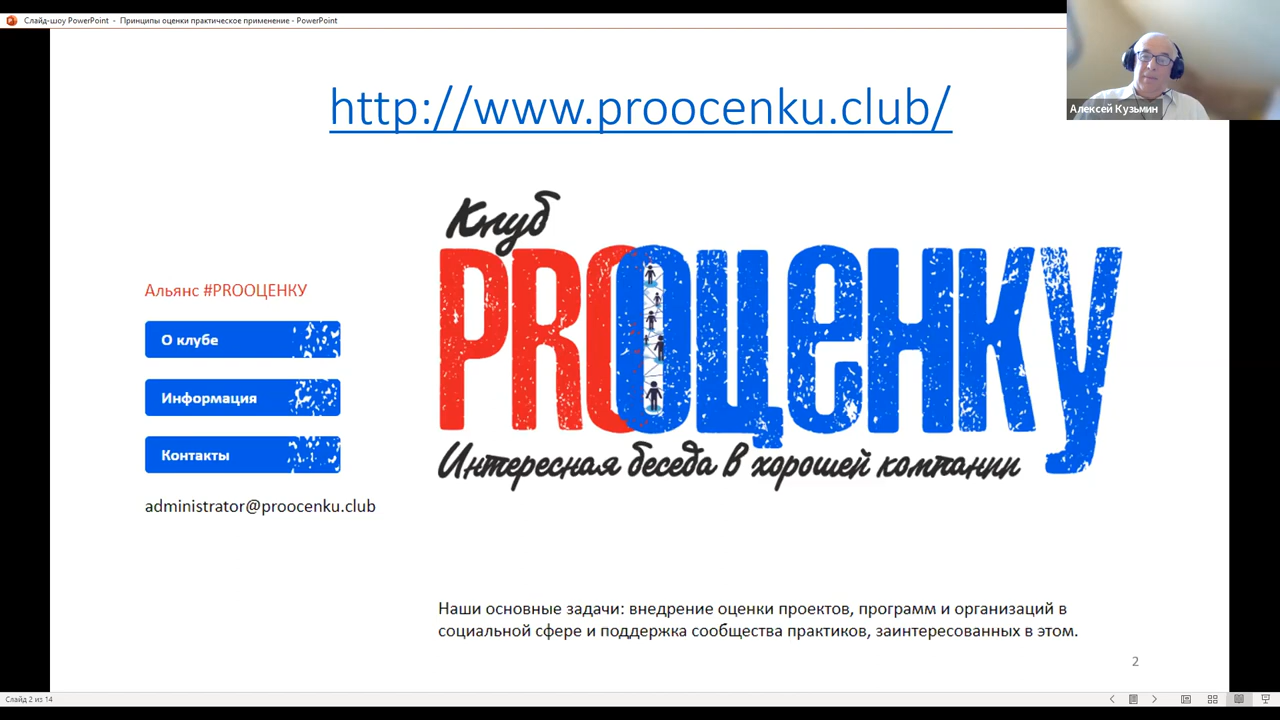 Слайд-шоу PowerPoint - Принципы оценки практическое применение - PowerPoint
Алексей Кузьмин
http://www.proocenku.club/
Клуб
PROОЦЕНКУ
Интересная беседа в хорошей компании
Альянс #PROОЦЕНКУ
О клубе
Информация
Контакты
administrator@proocenku.club
Наши основные задачи: внедрение оценки проектов, программ и организаций в
социальной сфере и поддержка сообщества практиков, заинтересованных в этом.
2
Слайд 2 из 14